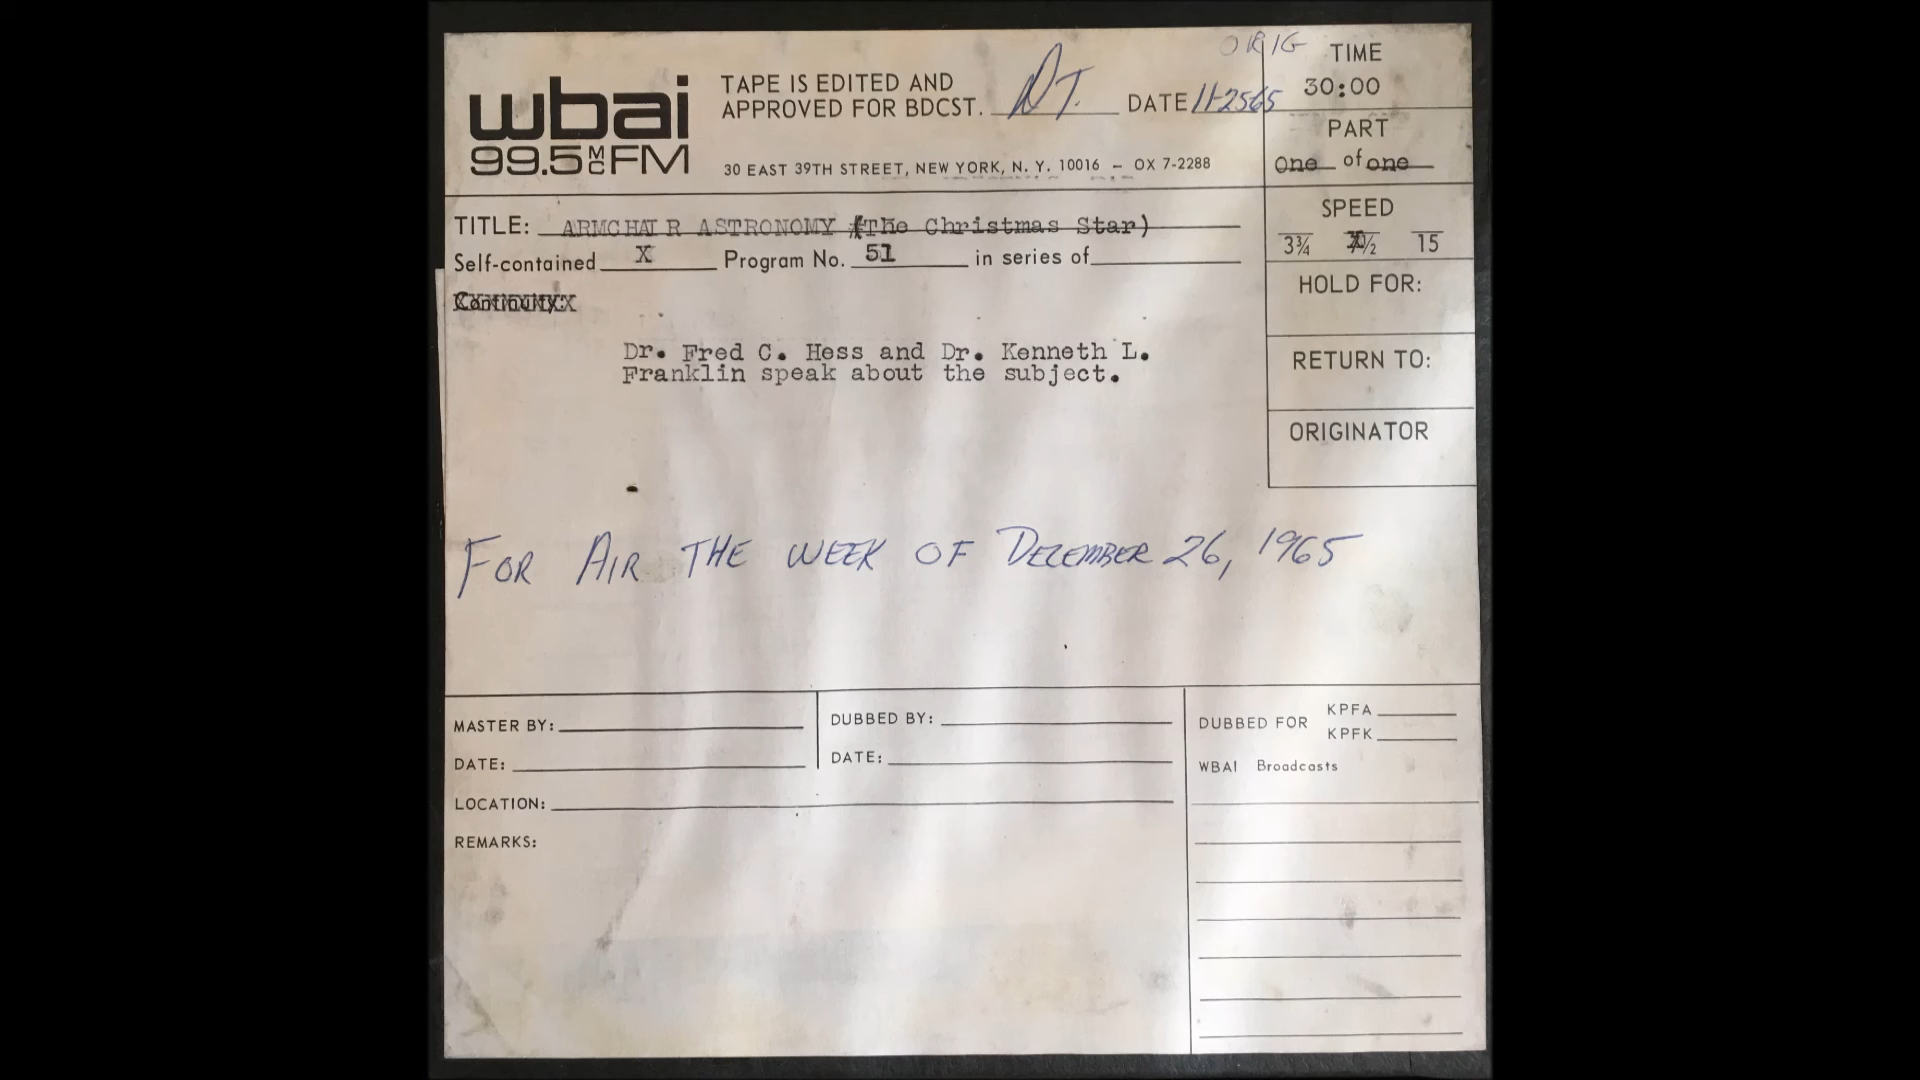 ORIG
wbai
99.5 MC FM
TAPE IS EDITED AND
APPROVED FOR BDCST. DT. DATE 11-25-65
30 EAST 39TH STREET, NEW YORK, N. Y. 10016 – OX 7-2288
TIME
30:00
PART
One of one
TITLE: ARMCHAIR ASTRONOMY (The Christmas Star)
Self-contained X Program No. 51 in series of
Continuity:
SPEED
3¾ 7½ 15
HOLD FOR:
RETURN TO:
ORIGINATOR
Dr. Fred C. Hess and Dr. Kenneth L.
Franklin speak about the subject.
FOR AIR THE WEEK OF DECEMBER 26, 1965
MASTER BY:
DATE:
DUBBED BY:
DATE:
LOCATION:
REMARKS:
DUBBED FOR KPFA
KPFK
WBAI Broadcasts